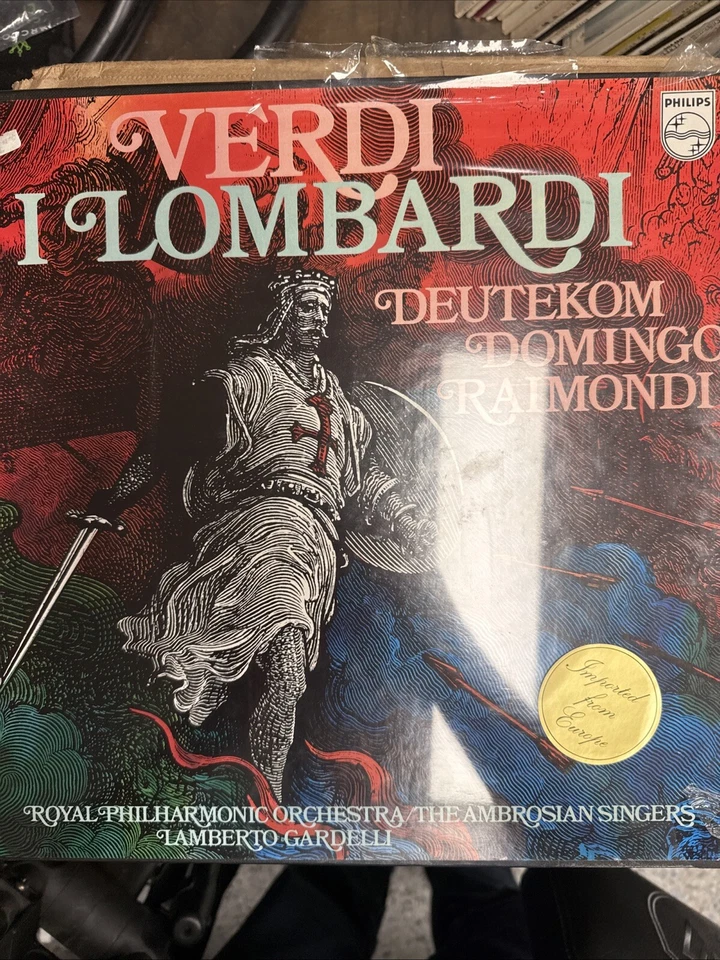 PHILIPS
VERDI
I LOMBARDI
DEUTEKOM
DOMINGO
RAIMONDI
Imported
from
Europe
ROYAL PHILHARMONIC ORCHESTRA/THE AMBROSIAN SINGERS
LAMBERTO GARDELLI